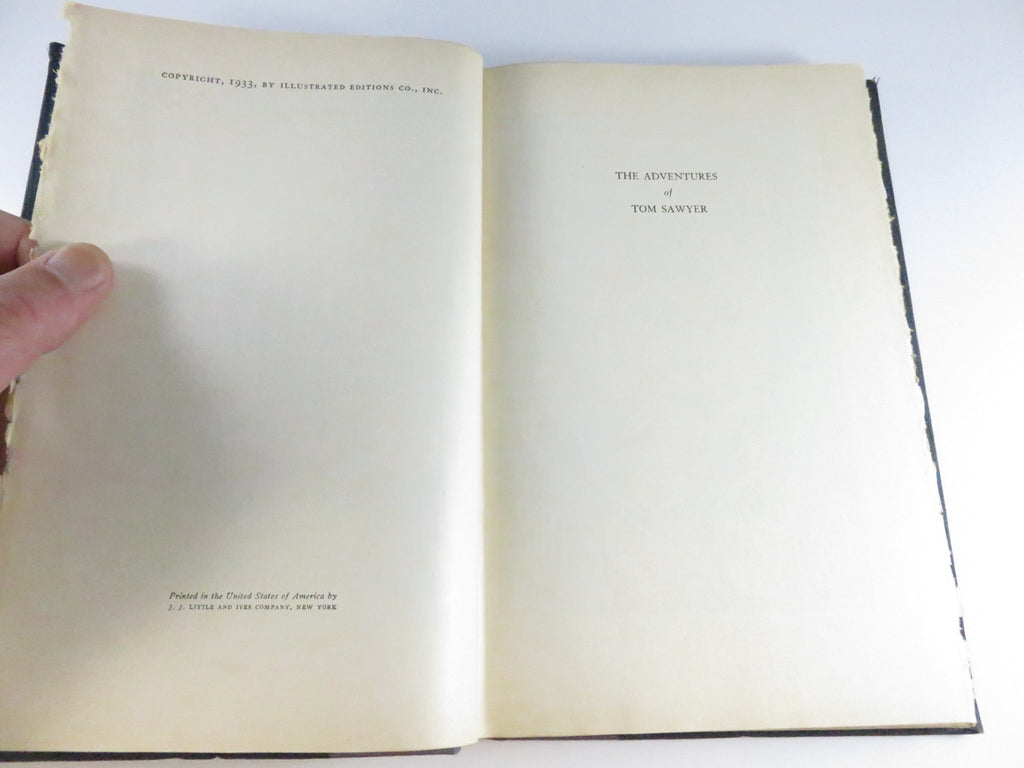 COPYRIGHT, 1933, BY ILLUSTRATED EDITIONS CO., INC.
Printed in the United States of America by
J. J. LITTLE AND IVES COMPANY, NEW YORK
THE ADVENTURES
of
TOM SAWYER